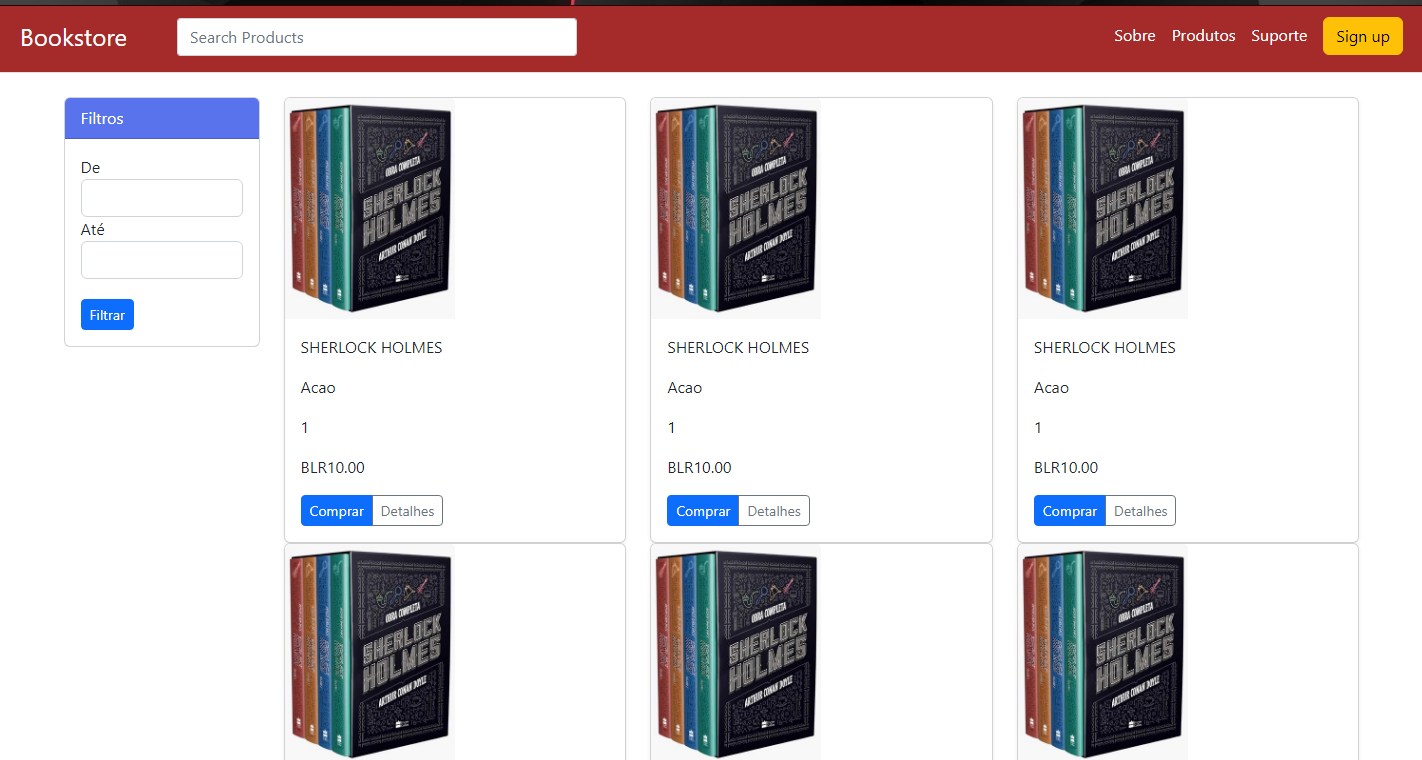 Bookstore
Search Products
Sobre Produtos Suporte Sign up
Filtros
De
Até
Filtrar
OBRA COMPLETA
SHERLOCK
HOLMES
ARTHUR CONAN DOYLE
SHERLOCK HOLMES
Acao
1
BLR10.00
Comprar Detalhes
OBRA COMPLETA
SHERLOCK
HOLMES
ARTHUR CONAN DOYLE
SHERLOCK HOLMES
Acao
1
BLR10.00
Comprar Detalhes
OBRA COMPLETA
SHERLOCK
HOLMES
ARTHUR CONAN DOYLE
SHERLOCK HOLMES
Acao
1
BLR10.00
Comprar Detalhes
OBRA COMPLETA
SHERLOCK
HOLMES
ARTHUR CONAN DOYLE
OBRA COMPLETA
SHERLOCK
HOLMES
ARTHUR CONAN DOYLE
OBRA COMPLETA
SHERLOCK
HOLMES
ARTHUR CONAN DOYLE